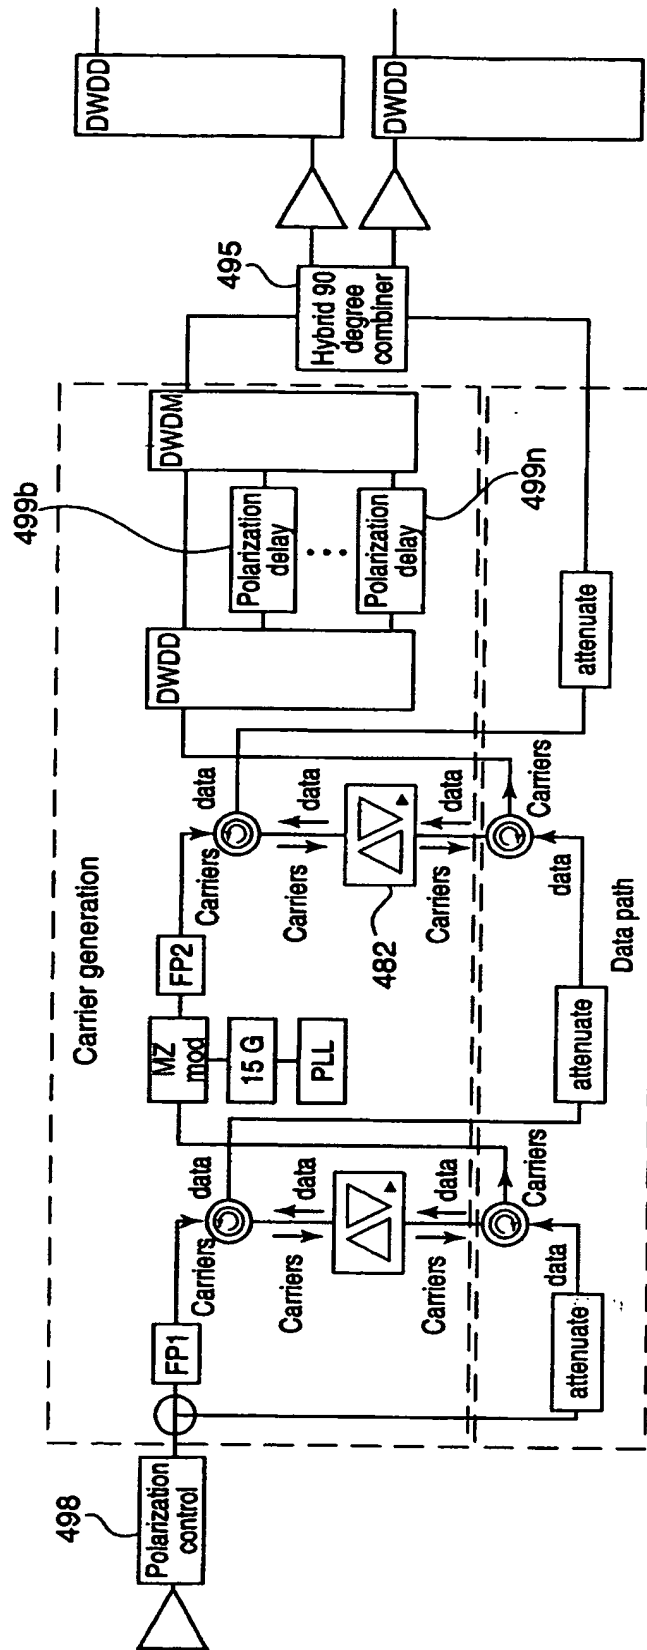 498
Polarization
control
Carrier generation
FP1
Carriers
data
Carriers
data
Carriers
data
Carriers
data
attenuate
MZ
mod
15 G
PLL
FP2
Carriers
data
Carriers
data
482
Carriers
data
Carriers
data
attenuate
Data path
DWDD
499b
Polarization
delay
Polarization
delay
499n
DWDM
attenuate
495
Hybrid 90
degree
combiner
DWDD
DWDD